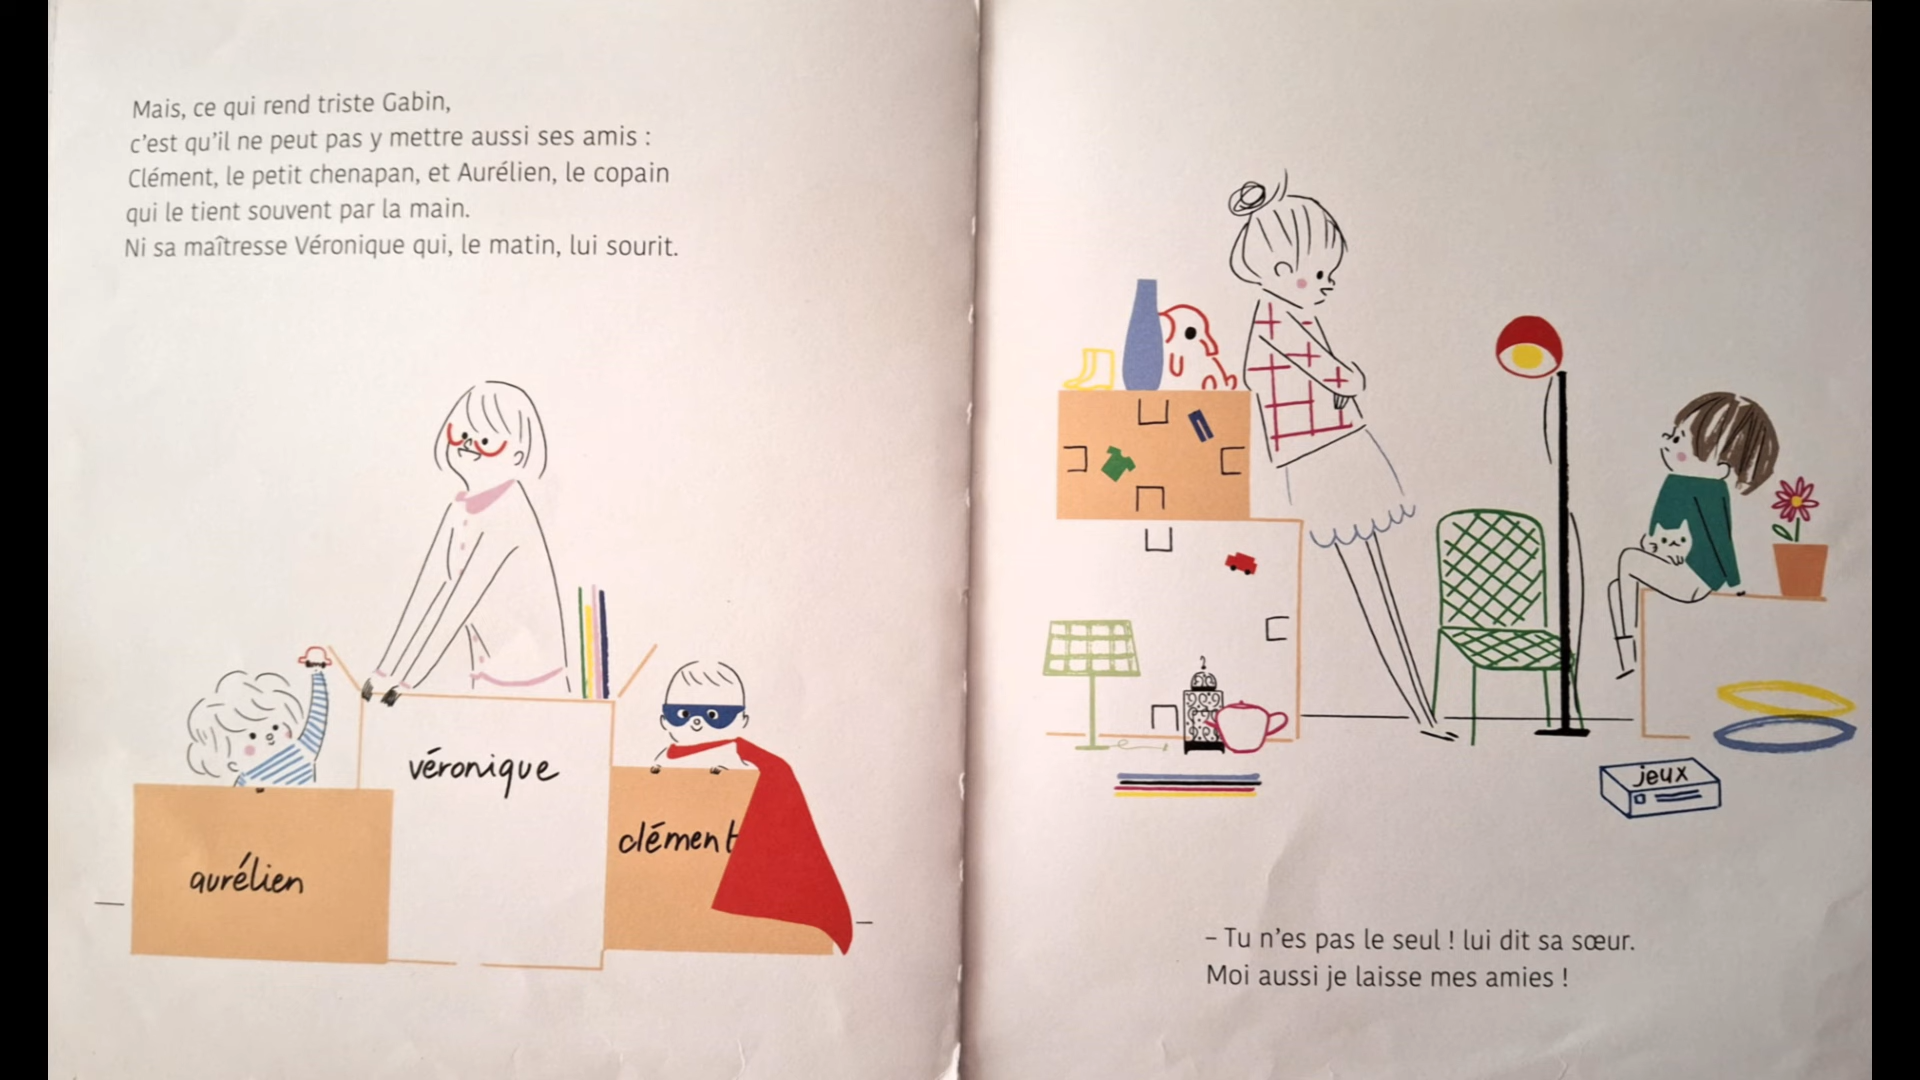 Mais, ce qui rend triste Gabin,
c'est qu'il ne peut pas y mettre aussi ses amis :
Clément, le petit chenapan, et Aurélien, le copain
qui le tient souvent par la main.
Ni sa maîtresse Véronique qui, le matin, lui sourit.
véronique
clément
aurélien
jeux
– Tu n'es pas le seul ! lui dit sa sœur.
Moi aussi je laisse mes amies !